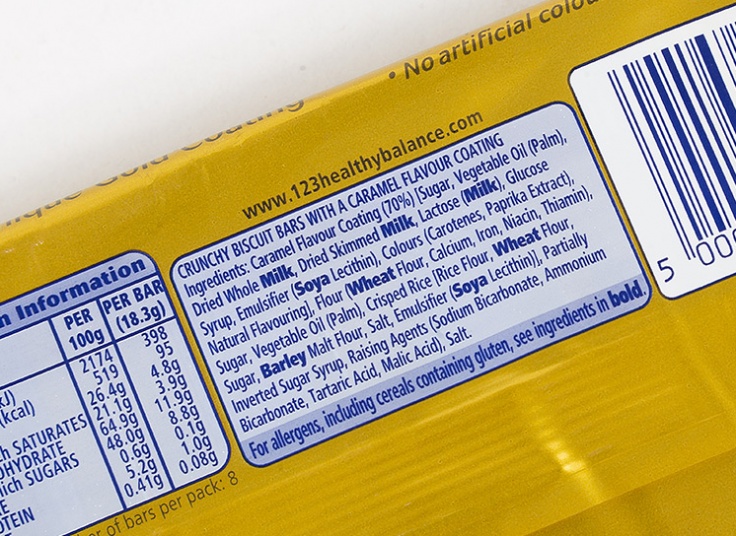 • No artificial colou
ique Gold Coating
www.123healthybalance.com
CRUNCHY BISCUIT BARS WITH A CARAMEL FLAVOUR COATING
Ingredients: Caramel Flavour Coating (70%) [Sugar, Vegetable Oil (Palm),
Dried Whole Milk, Dried Skimmed Milk, Lactose (Milk), Glucose
Syrup, Emulsifier (Soya Lecithin), Colours (Carotenes, Paprika Extract),
Natural Flavouring], Flour (Wheat Flour, Calcium, Iron, Niacin, Thiamin),
Sugar, Vegetable Oil (Palm), Crisped Rice [Rice Flour, Wheat Flour,
Sugar, Barley Malt Flour, Salt, Emulsifier (Soya Lecithin)], Partially
Inverted Sugar Syrup, Raising Agents (Sodium Bicarbonate, Ammonium
Bicarbonate, Tartaric Acid, Malic Acid), Salt.
For allergens, including cereals containing gluten, see ingredients in bold.
n Information
PER 100g PER BAR (18.3g)
kJ) 2174 398
(kcal) 519 95
26.4g 4.8g
h SATURATES 21.1g 3.9g
OHYDRATE 64.9g 11.9g
ich SUGARS 48.0g 8.8g
E 0.6g 0.1g
OTEIN 5.2g 1.0g
0.41g 0.08g
er of bars per pack: 8
5 000